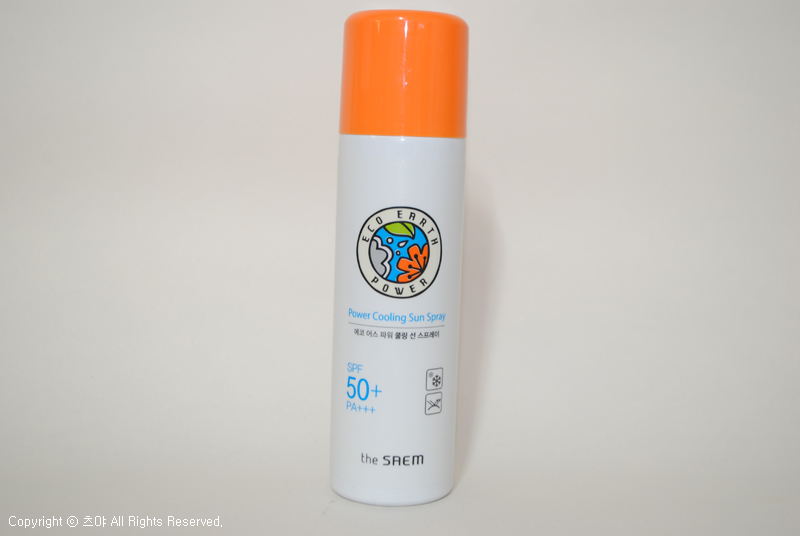 ECO EARTH
POWER
Power Cooling Sun Spray
에코 어스 파워 쿨링 선 스프레이
SPF
50+
PA+++
the SAEM
Copyright ⓒ 츠야 All Rights Reserved.